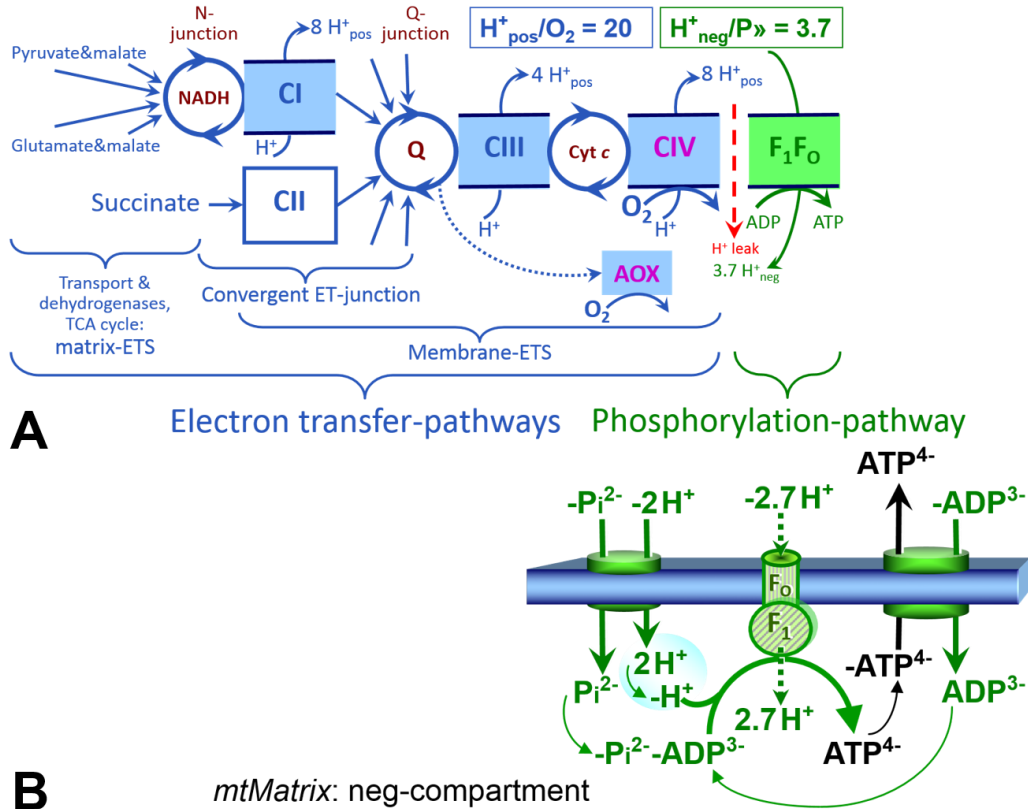 N-
junction
8 H⁺pos
Q-
junction
H⁺pos/O₂ = 20
H⁺neg/P» = 3.7
Pyruvate&malate
NADH
CI
4 H⁺pos
8 H⁺pos
Glutamate&malate
H⁺
Q
CIII
Cyt c
CIV
F₁FO
Succinate
CII
H⁺
O₂
H⁺
ADP
ATP
H⁺ leak
3.7 H⁺neg
Transport &
dehydrogenases,
TCA cycle:
matrix-ETS
Convergent ET-junction
AOX
O₂
Membrane-ETS
A
Electron transfer-pathways
Phosphorylation-pathway
ATP⁴⁻
-Pi²⁻
-2H⁺
-2.7H⁺
-ADP³⁻
FO
F₁
2H⁺
-ATP⁴⁻
Pi²⁻
-H⁺
ADP³⁻
2.7H⁺
-Pi²⁻-ADP³⁻
ATP⁴⁻
B
mtMatrix: neg-compartment